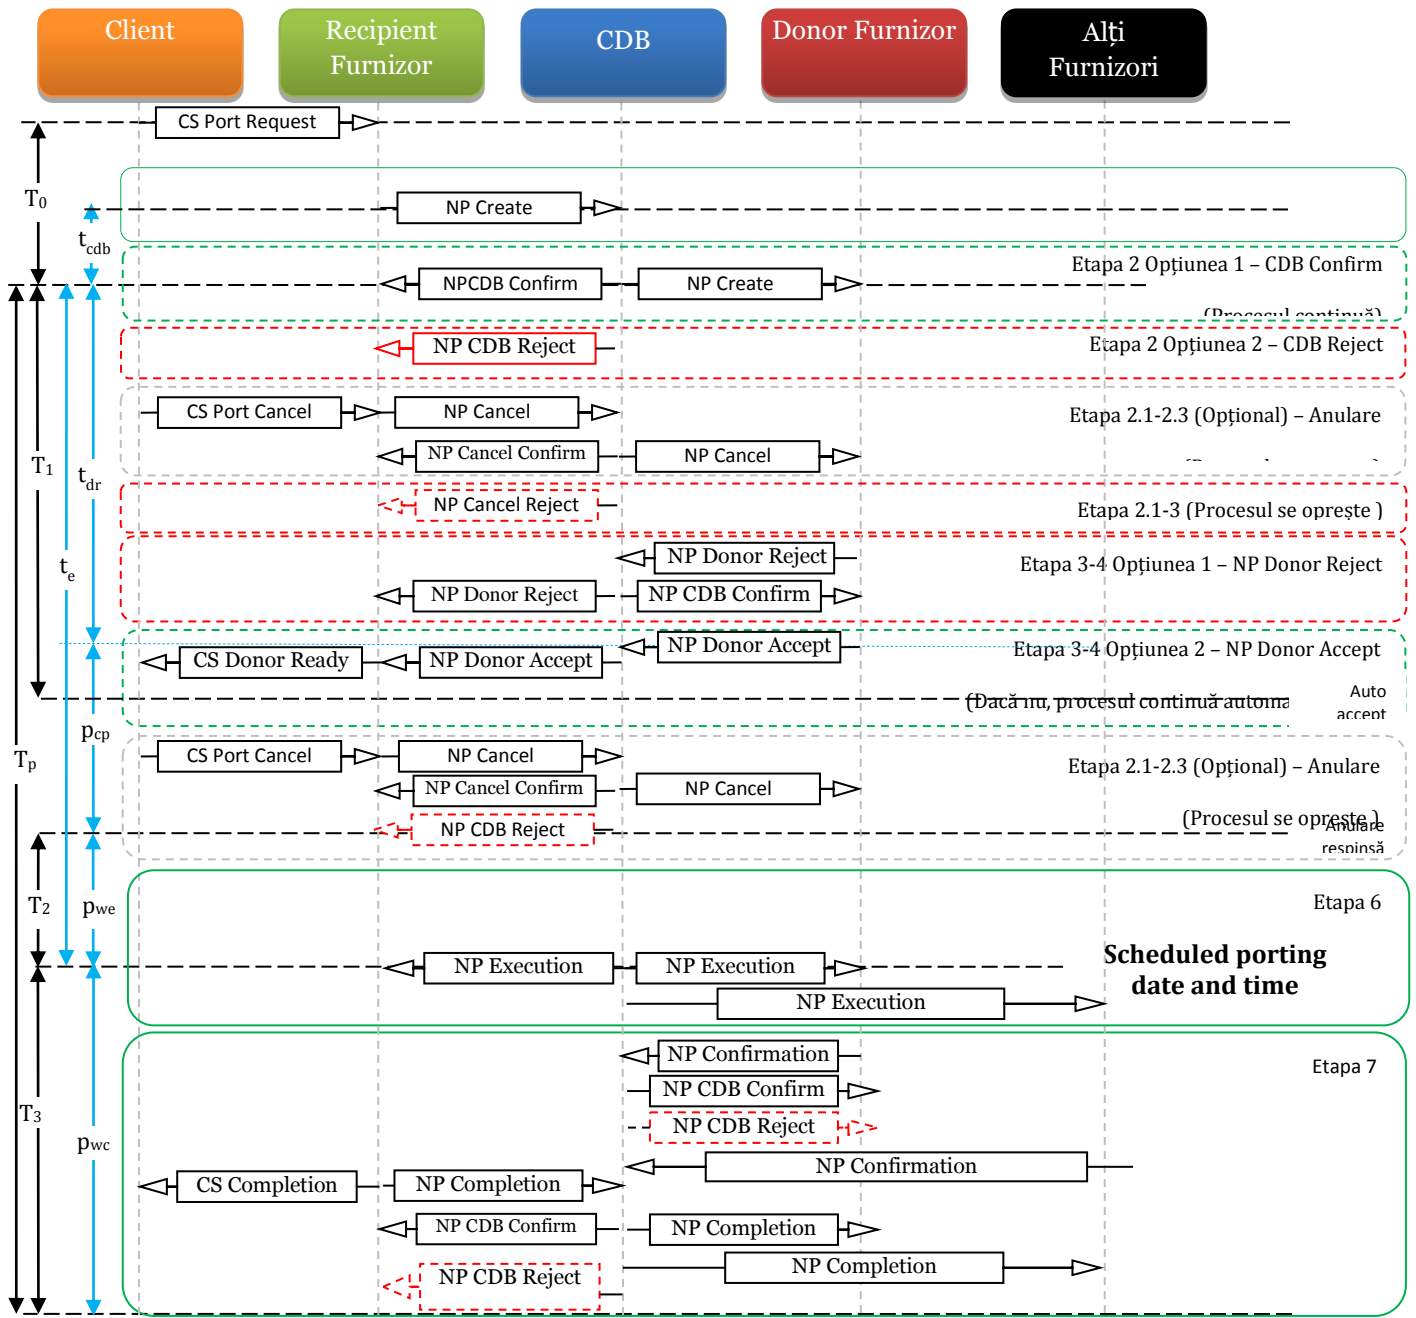 Client
Recipient
Furnizor
CDB
Donor Furnizor
Alți
Furnizori
CS Port Request
T0
NP Create
tcdb
Etapa 2 Opțiunea 1 – CDB Confirm
NPCDB Confirm
NP Create
(Procesul continuă)
NP CDB Reject
Etapa 2 Opțiunea 2 – CDB Reject
CS Port Cancel
NP Cancel
Etapa 2.1-2.3 (Opțional) – Anulare
NP Cancel Confirm
NP Cancel
T1
tdr
NP Cancel Reject
Etapa 2.1-3 (Procesul se oprește )
NP Donor Reject
Etapa 3-4 Opțiunea 1 – NP Donor Reject
te
NP Donor Reject
NP CDB Confirm
NP Donor Accept
Etapa 3-4 Opțiunea 2 – NP Donor Accept
CS Donor Ready
NP Donor Accept
(Dacă nu, procesul continuă automa
Auto
accept
pcp
Tp
CS Port Cancel
NP Cancel
Etapa 2.1-2.3 (Opțional) – Anulare
NP Cancel Confirm
NP Cancel
(Procesul se oprește )
NP CDB Reject
Anulare
respinsă
T2
pwe
Etapa 6
NP Execution
NP Execution
Scheduled porting
date and time
NP Execution
NP Confirmation
Etapa 7
NP CDB Confirm
T3
NP CDB Reject
pwc
NP Confirmation
CS Completion
NP Completion
NP CDB Confirm
NP Completion
NP CDB Reject
NP Completion